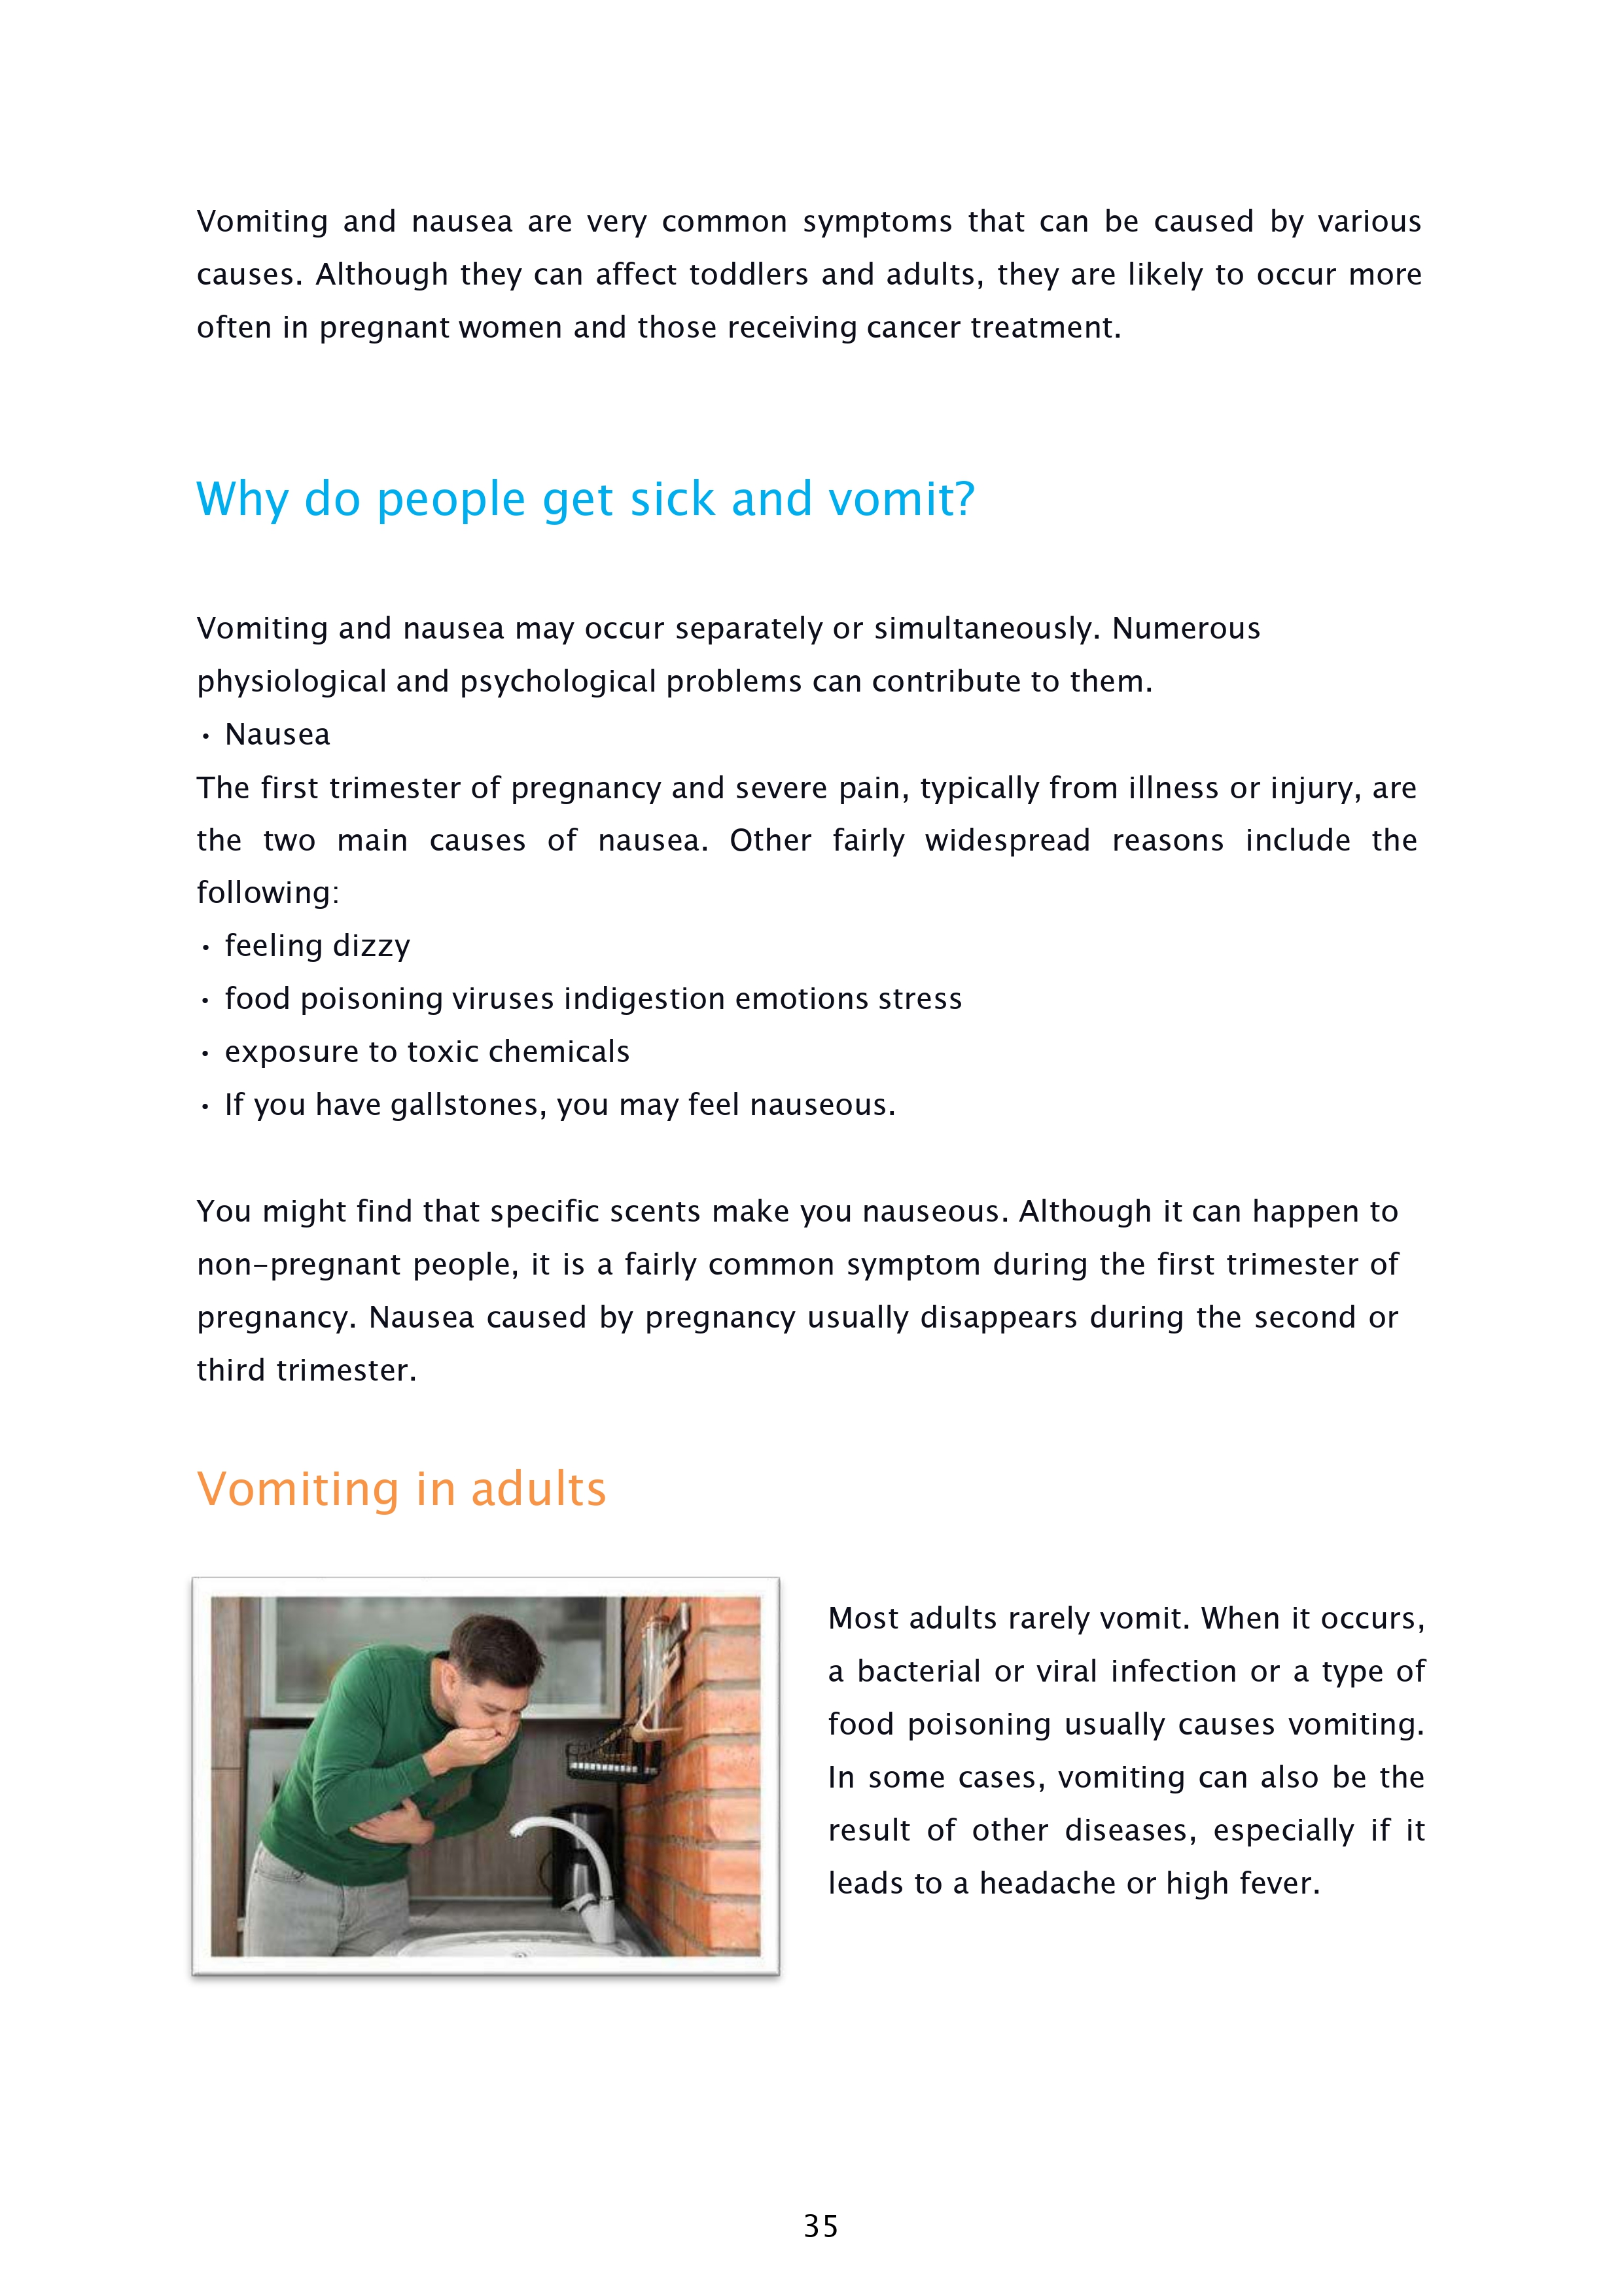 Vomiting and nausea are very common symptoms that can be caused by various
causes. Although they can affect toddlers and adults, they are likely to occur more
often in pregnant women and those receiving cancer treatment.
Why do people get sick and vomit?
Vomiting and nausea may occur separately or simultaneously. Numerous
physiological and psychological problems can contribute to them.
• Nausea
The first trimester of pregnancy and severe pain, typically from illness or injury, are
the two main causes of nausea. Other fairly widespread reasons include the
following:
• feeling dizzy
• food poisoning viruses indigestion emotions stress
• exposure to toxic chemicals
• If you have gallstones, you may feel nauseous.
You might find that specific scents make you nauseous. Although it can happen to
non-pregnant people, it is a fairly common symptom during the first trimester of
pregnancy. Nausea caused by pregnancy usually disappears during the second or
third trimester.
Vomiting in adults
Most adults rarely vomit. When it occurs,
a bacterial or viral infection or a type of
food poisoning usually causes vomiting.
In some cases, vomiting can also be the
result of other diseases, especially if it
leads to a headache or high fever.
35